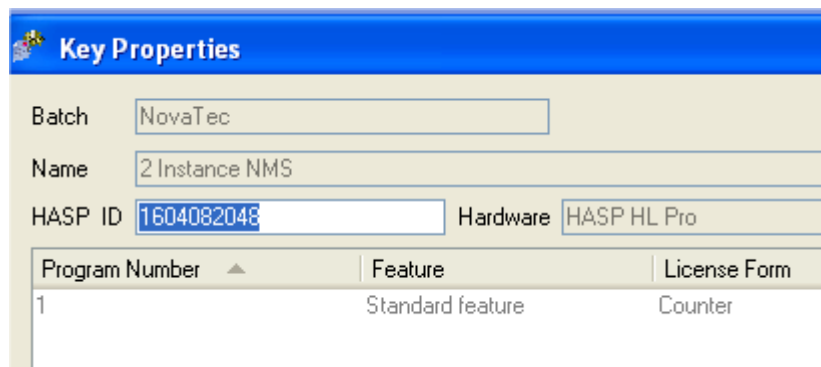 Key Properties
Batch NovaTec
Name 2 Instance NMS
HASP ID 1604082048 Hardware HASP HL Pro
Program Number Feature License Form
1 Standard feature Counter